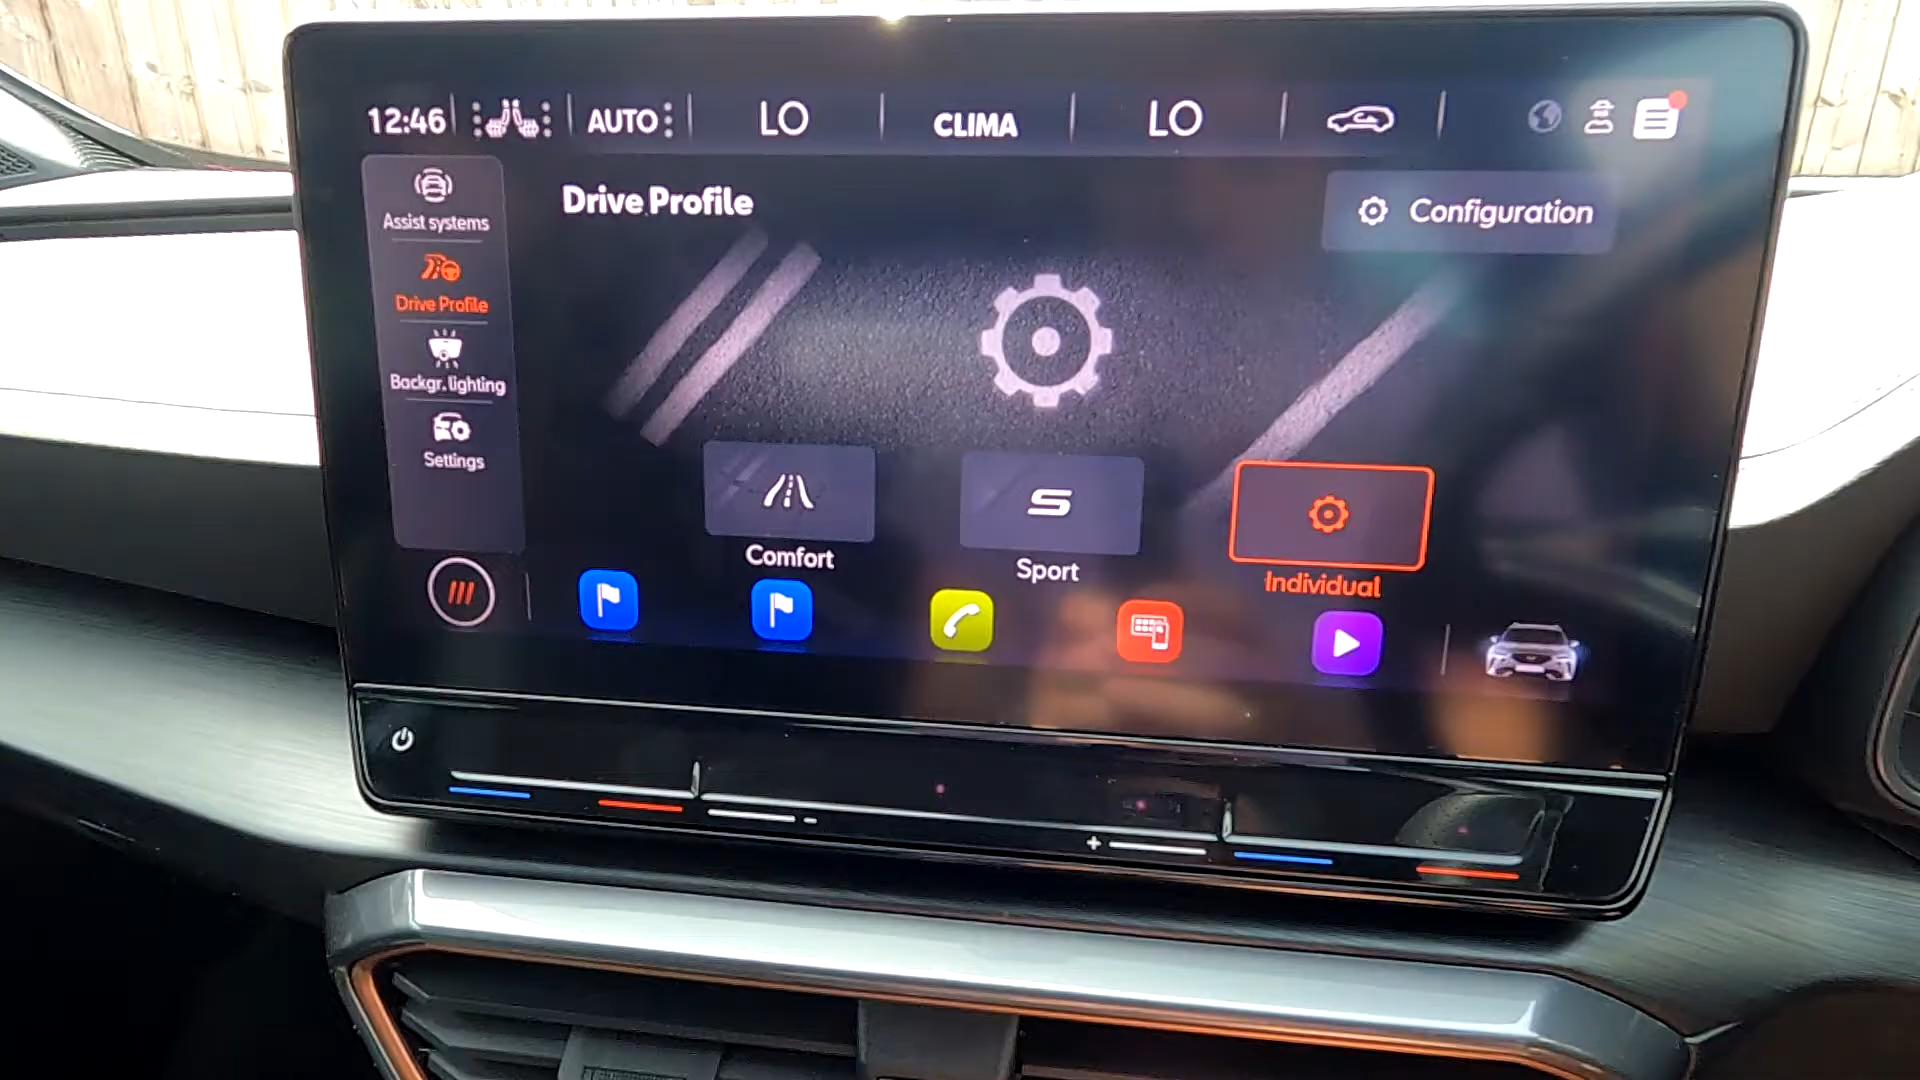 12:46 AUTO LO CLIMA LO
Assist systems
Drive Profile
Backgr. lighting
Settings
Drive Profile
Configuration
Comfort
S
Sport
Individual